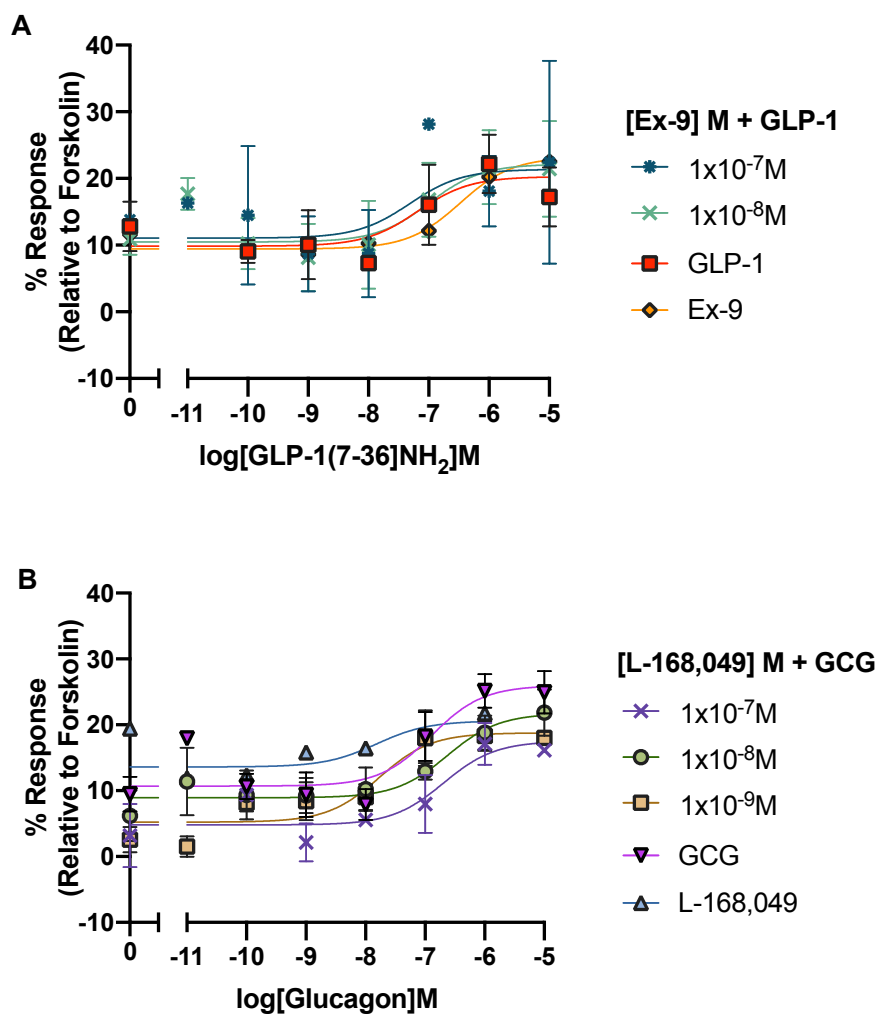 A
% Response
(Relative to Forskolin)
40
30
20
10
0
-10
0
-11
-10
-9
-8
-7
-6
-5
log[GLP-1(7-36]NH₂]M
[Ex-9] M + GLP-1
1x10⁻⁷M
1x10⁻⁸M
GLP-1
Ex-9
B
% Response
(Relative to Forskolin)
40
30
20
10
0
-10
0
-11
-10
-9
-8
-7
-6
-5
log[Glucagon]M
[L-168,049] M + GCG
1x10⁻⁷M
1x10⁻⁸M
1x10⁻⁹M
GCG
L-168,049